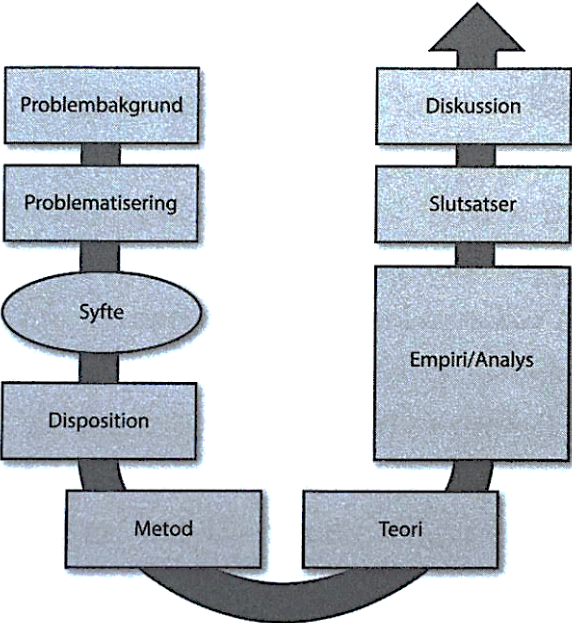 Problembakgrund
Problematisering
Syfte
Disposition
Metod
Teori
Empiri/Analys
Slutsatser
Diskussion